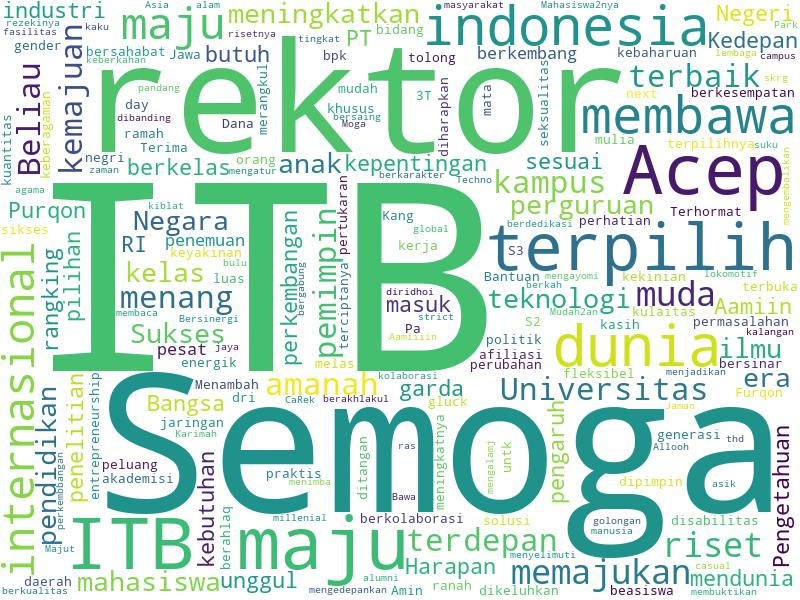 industri
rezekinya
Asia
alam
maju
meningkatkan
masyarakat
Mahasiswa2nya
indonesia
Negeri
Park
fasilitas
kaku
risetnya
tingkat
PT
bidang
gender
bersahabat
Jawa
butuh
bpk
tolong
berkembang
kebaharuan
Kedepan
lembaga
campus
keberkahan
rektor
terbaik
skrg
Beliau
kemajuan
pandang
merangkul
mudah
3T
diharapkan
mata
seksualitas
next
berkesempatan
kuantitas
keberagaman
day
dibanding
Dana
khusus
bersaing
membawa
ramah
Terima
Moga
mulia
terpilihnya
suku
negri
zaman
berkelas
orang
mengatur
anak
kepentingan
berkarakter
Techno
sesuai
Acep
mengembalikan
agama
ITB
kampus
perguruan
perhatian
Terhormat
Purqon
kiblat
Negara
pertukaran
Kang
global
berdedikasi
sikses
RI
penemuan
keyakinan
kerja
terpilih
S3
internasional
rangking
pilihan
kelas
bulu
luas
perkembangan
bergabung
pemimpin
terciptanya
Bantuan
berkah
mengayomi
kekinian
lokomotif
terbuka
membaca
menang
diridhoi
masuk
teknologi
kulaitas
muda
Aamiin
Bersinergi
Sukses
jaya
strict
Pa
Mudah2an
S2
politik
kasih
permasalahan
kalangan
pesat
Aamiiiin
afiliasi
perubahan
dunia
ilmu
energik
melas
kolaborasi
fleksibel
menjadikan
bersinar
pendidikan
penelitian
entrepreneurship
Menambah
dri
CaRek
amanah
berakhlakul
garda
Universitas
era
Furqon
Bangsa
gluck
Jaman
jaringan
Karimah
Semoga
peluang
akademisi
praktis
menimba
ditangan
ras
Bawa
meningkatnya
mengalamj
untk
pengaruh
generasi
thd
Allooh
dipimpin
asik
Pengetahuan
perkembbangan
ITB
kebutuhan
berahlaq
millenial
maju
berkolaborasi
solusi
golongan
manusia
disabilitas
Majut
terdepan
menyelimuti
riset
casual
daerah
berkualitas
mahasiswa
unggul
mengedepankan
Harapan
alumni
Amin
ranah
dikeluhkan
memajukan
beasiswa
mendunia
membuktikan